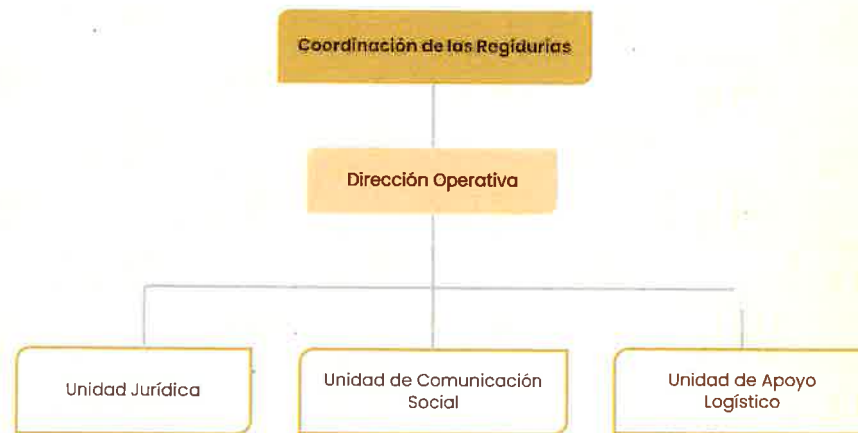 Coordinación de las Regidurías
Dirección Operativa
Unidad Jurídica
Unidad de Comunicación
Social
Unidad de Apoyo
Logístico